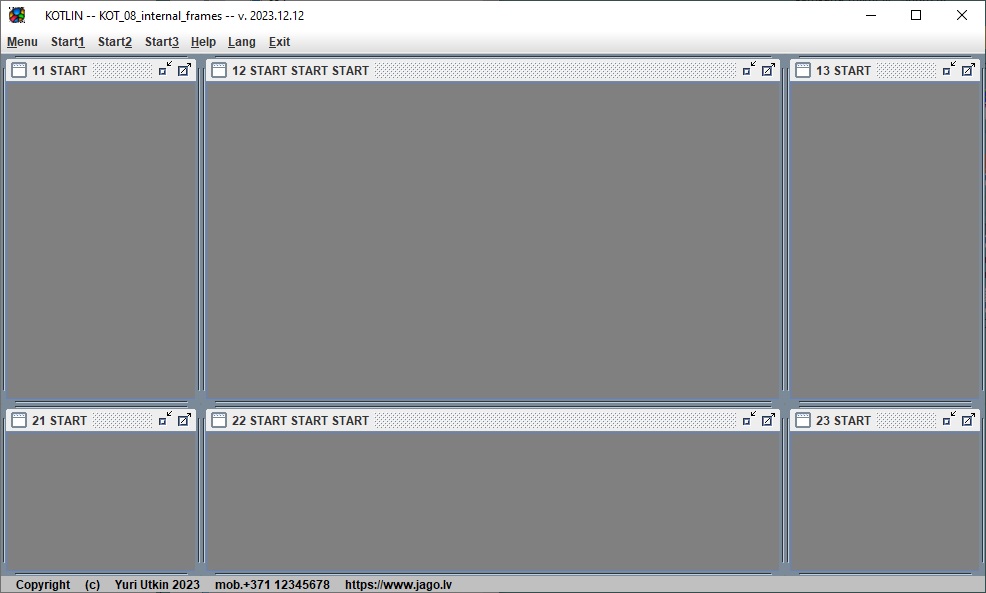 KOTLIN -- KOT_08_internal_frames -- v. 2023.12.12
Menu Start1 Start2 Start3 Help Lang Exit
11 START 12 START START START 13 START
21 START 22 START START START 23 START
Copyright (c) Yuri Utkin 2023 mob.+371 12345678 https://www.jago.lv